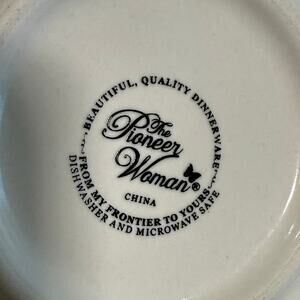 BEAUTIFUL, QUALITY DINNERWARE
The
Pioneer
Woman®
CHINA
FROM MY FRONTIER TO YOURS
DISHWASHER AND MICROWAVE SAFE